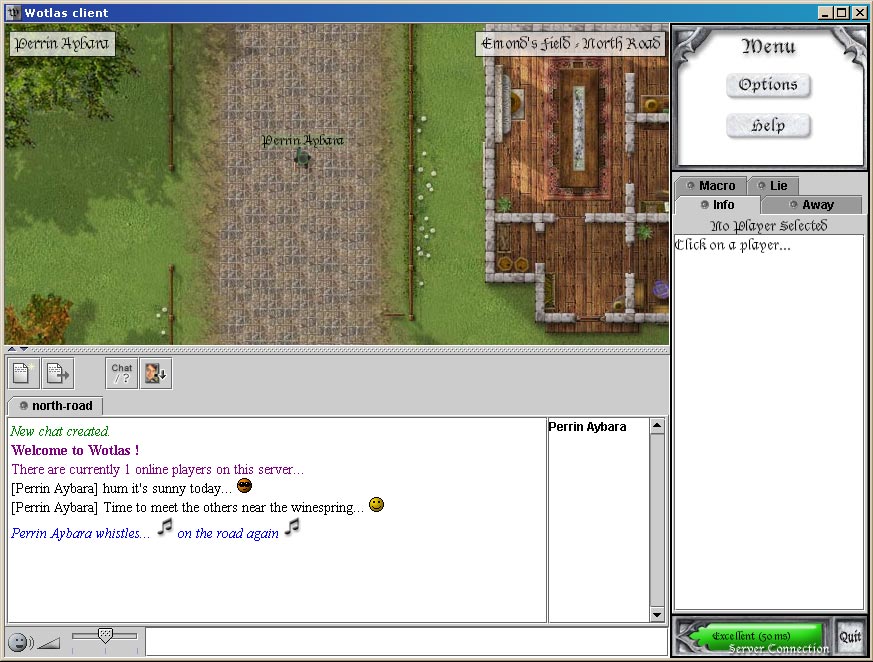 Wotlas client
Perrin Aybara
Emond's Field - North Road
Perrin Aybara
Menu
Options
Help
Macro
Lie
Info
Away
No Player Selected
Click on a player...
Chat
/ ?
north-road
New chat created.
Welcome to Wotlas !
There are currently 1 online players on this server...
[Perrin Aybara] hum it's sunny today...
[Perrin Aybara] Time to meet the others near the winespring...
Perrin Aybara whistles... on the road again
Perrin Aybara
Excellent (50 ms)
Server Connection
Quit